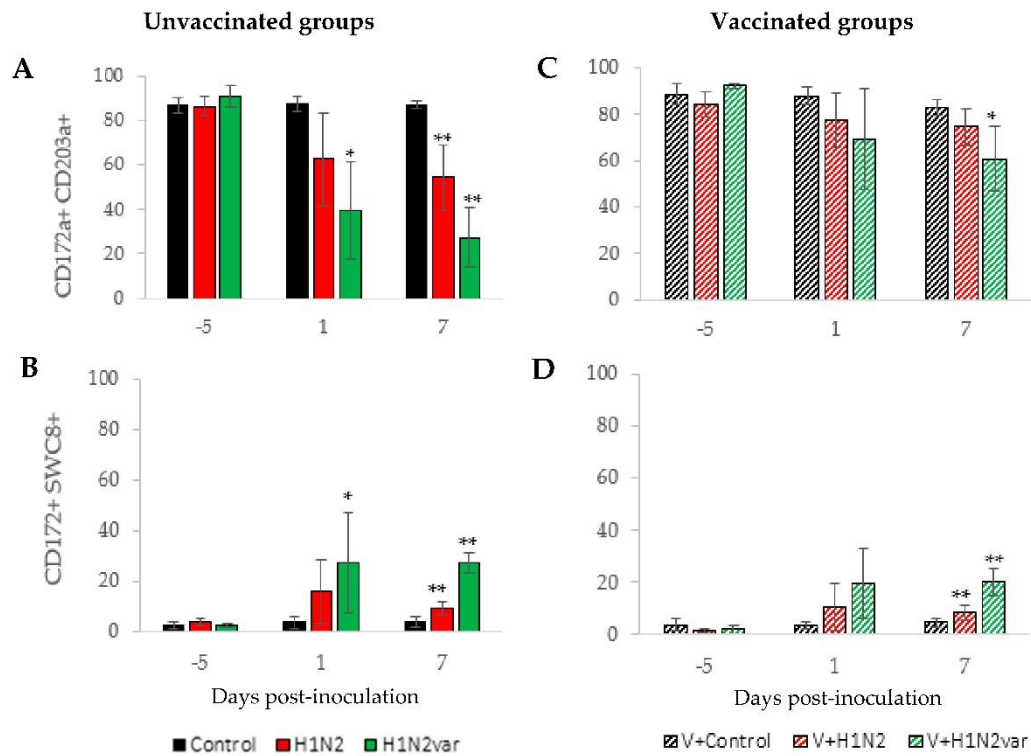 Unvaccinated groups
Vaccinated groups
A
CD172a+ CD203a+
100
80
60
40
20
0
*
**
**
-5 1 7
C
100
80
60
40
20
0
*
-5 1 7
B
CD172+ SWC8+
100
80
60
40
20
0
*
**
**
-5 1 7
Days post-inoculation
Control H1N2 H1N2var
D
100
80
60
40
20
0
**
**
-5 1 7
Days post-inoculation
V+Control V+H1N2 V+H1N2var